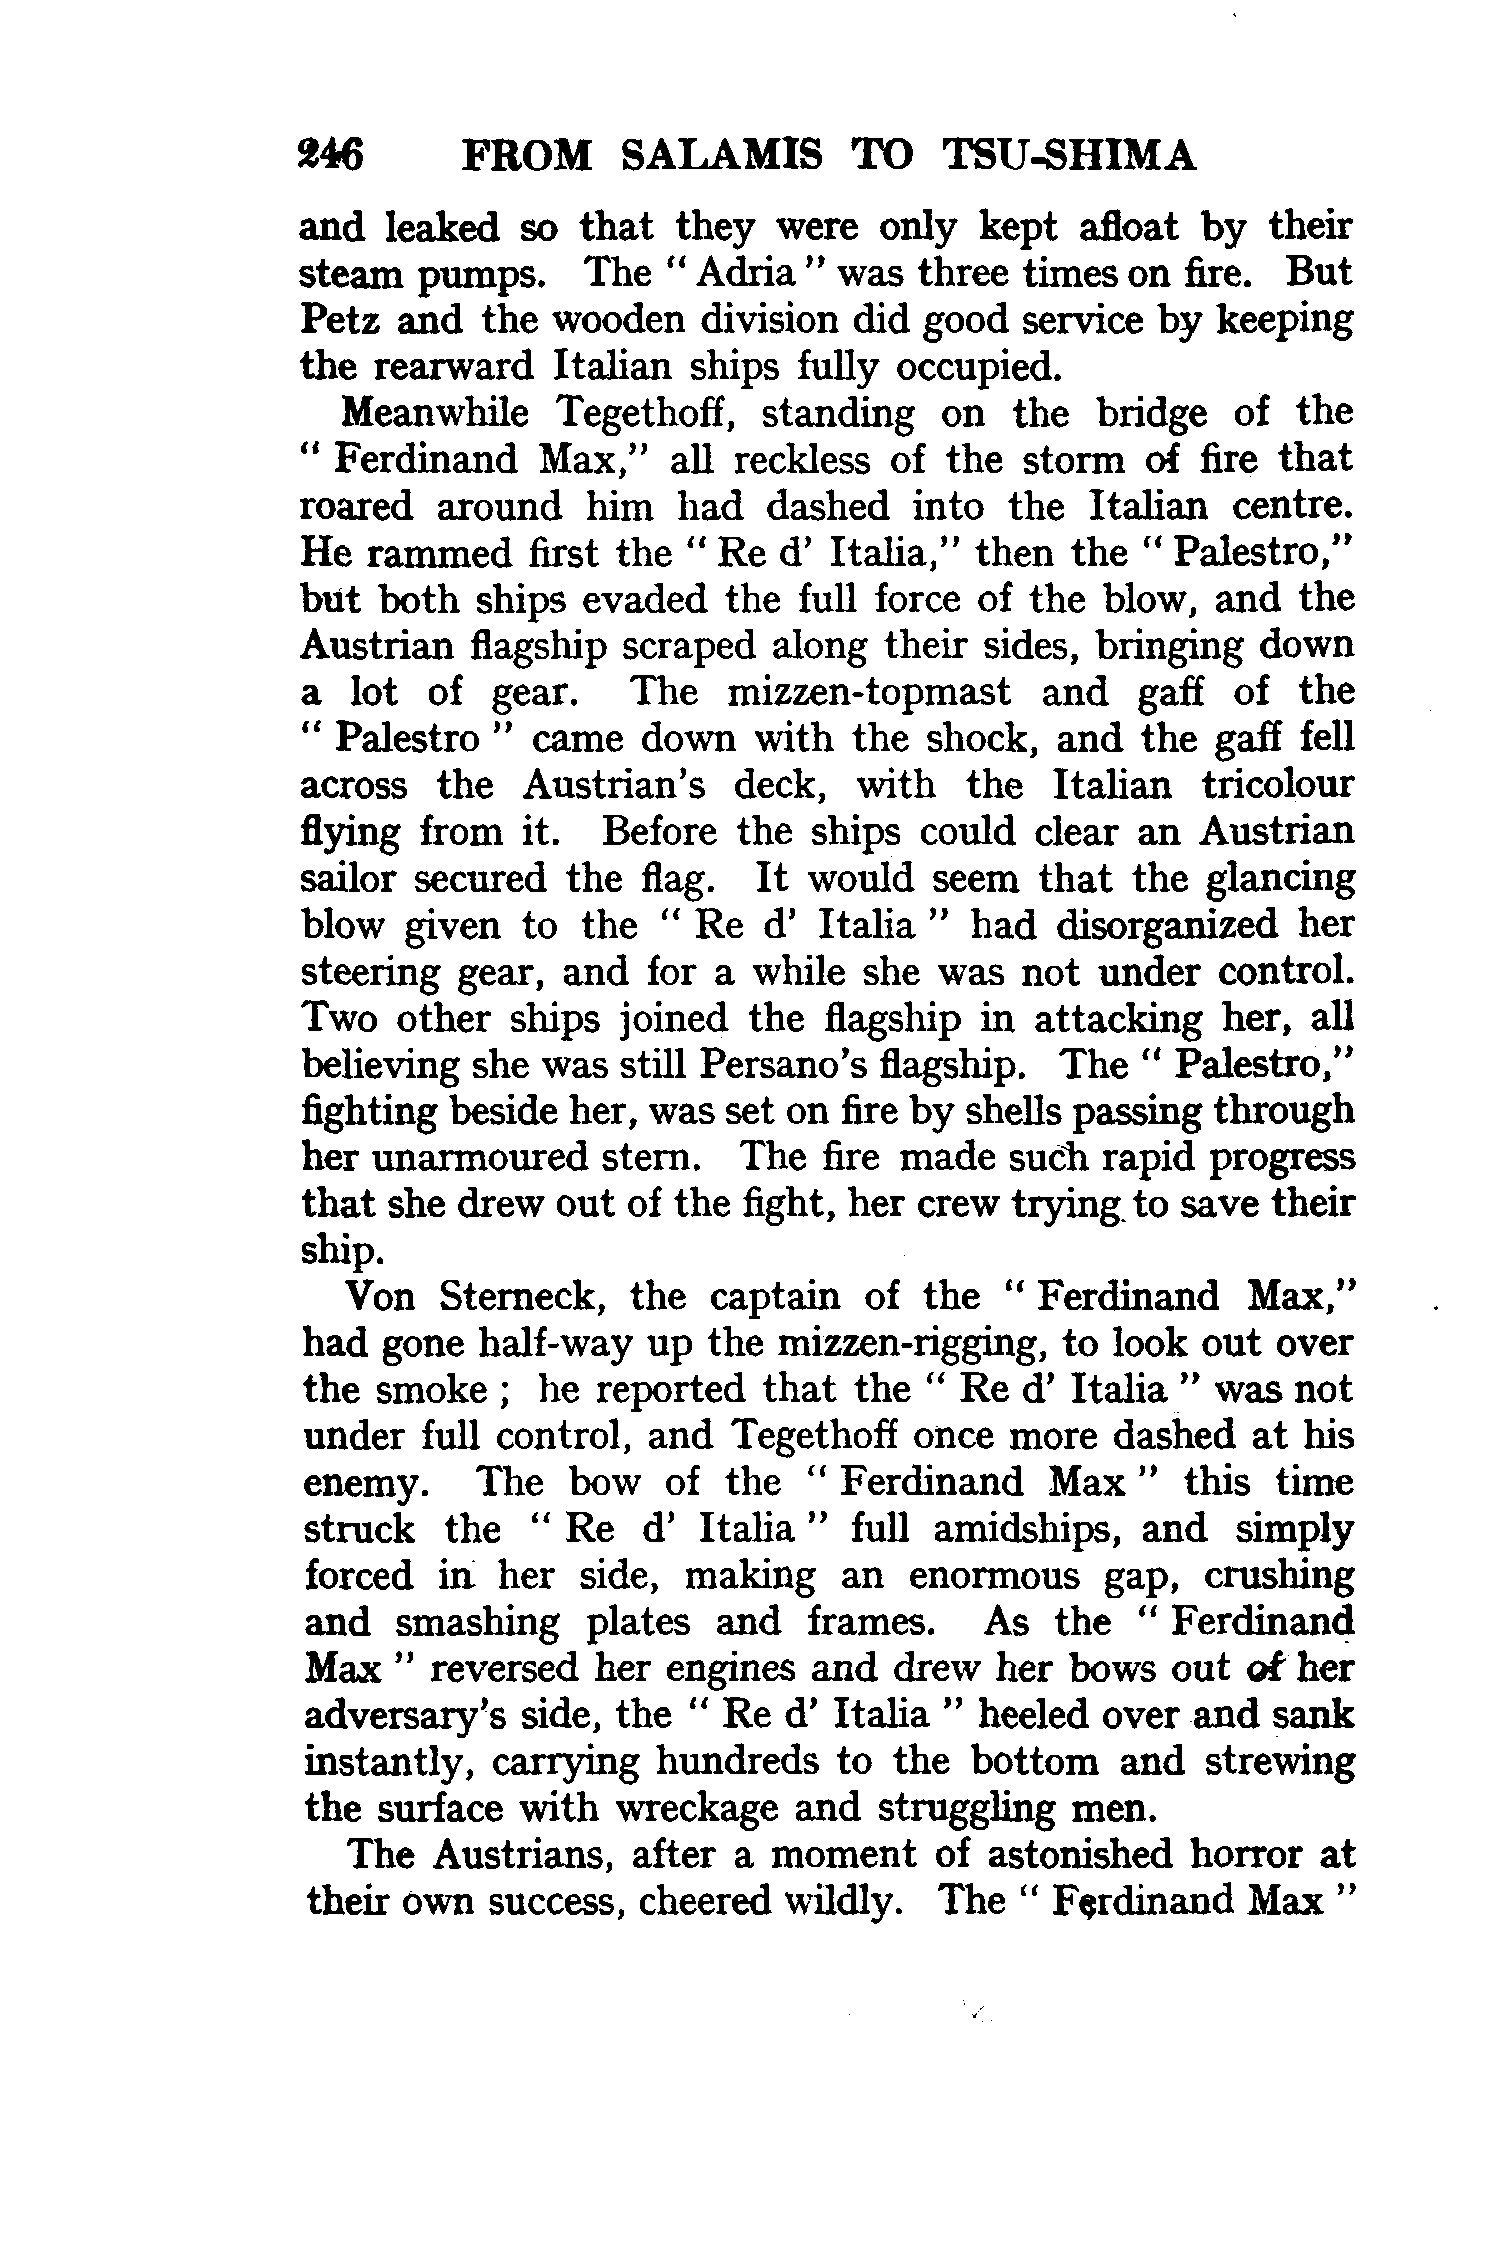 246 FROM SALAMIS TO TSU-SHIMA
and leaked so that they were only kept afloat by their
steam pumps. The " Adria " was three times on fire. But
Petz and the wooden division did good service by keeping
the rearward Italian ships fully occupied.
Meanwhile Tegethoff, standing on the bridge of the
" Ferdinand Max," all reckless of the storm of fire that
roared around him had dashed into the Italian centre.
He rammed first the " Re d' Italia," then the " Palestro,"
but both ships evaded the full force of the blow, and the
Austrian flagship scraped along their sides, bringing down
a lot of gear. The mizzen-topmast and gaff of the
" Palestro " came down with the shock, and the gaff fell
across the Austrian's deck, with the Italian tricolour
flying from it. Before the ships could clear an Austrian
sailor secured the flag. It would seem that the glancing
blow given to the " Re d' Italia " had disorganized her
steering gear, and for a while she was not under control.
Two other ships joined the flagship in attacking her, all
believing she was still Persano's flagship. The " Palestro,"
fighting beside her, was set on fire by shells passing through
her unarmoured stern. The fire made such rapid progress
that she drew out of the fight, her crew trying to save their
ship.
Von Sterneck, the captain of the " Ferdinand Max,"
had gone half-way up the mizzen-rigging, to look out over
the smoke ; he reported that the " Re d' Italia " was not
under full control, and Tegethoff once more dashed at his
enemy. The bow of the " Ferdinand Max " this time
struck the " Re d' Italia " full amidships, and simply
forced in her side, making an enormous gap, crushing
and smashing plates and frames. As the " Ferdinand
Max " reversed her engines and drew her bows out of her
adversary's side, the " Re d' Italia " heeled over and sank
instantly, carrying hundreds to the bottom and strewing
the surface with wreckage and struggling men.
The Austrians, after a moment of astonished horror at
their own success, cheered wildly. The " Ferdinand Max "